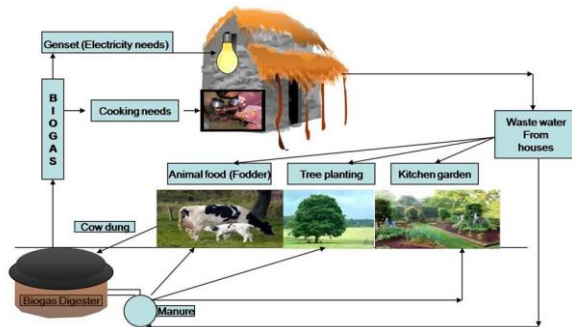 Genset (Electricity needs)
BIOGAS
Cooking needs
Waste water
From
houses
Animal food (Fodder)
Tree planting
Kitchen garden
Cow dung
Biogas Digester
Manure